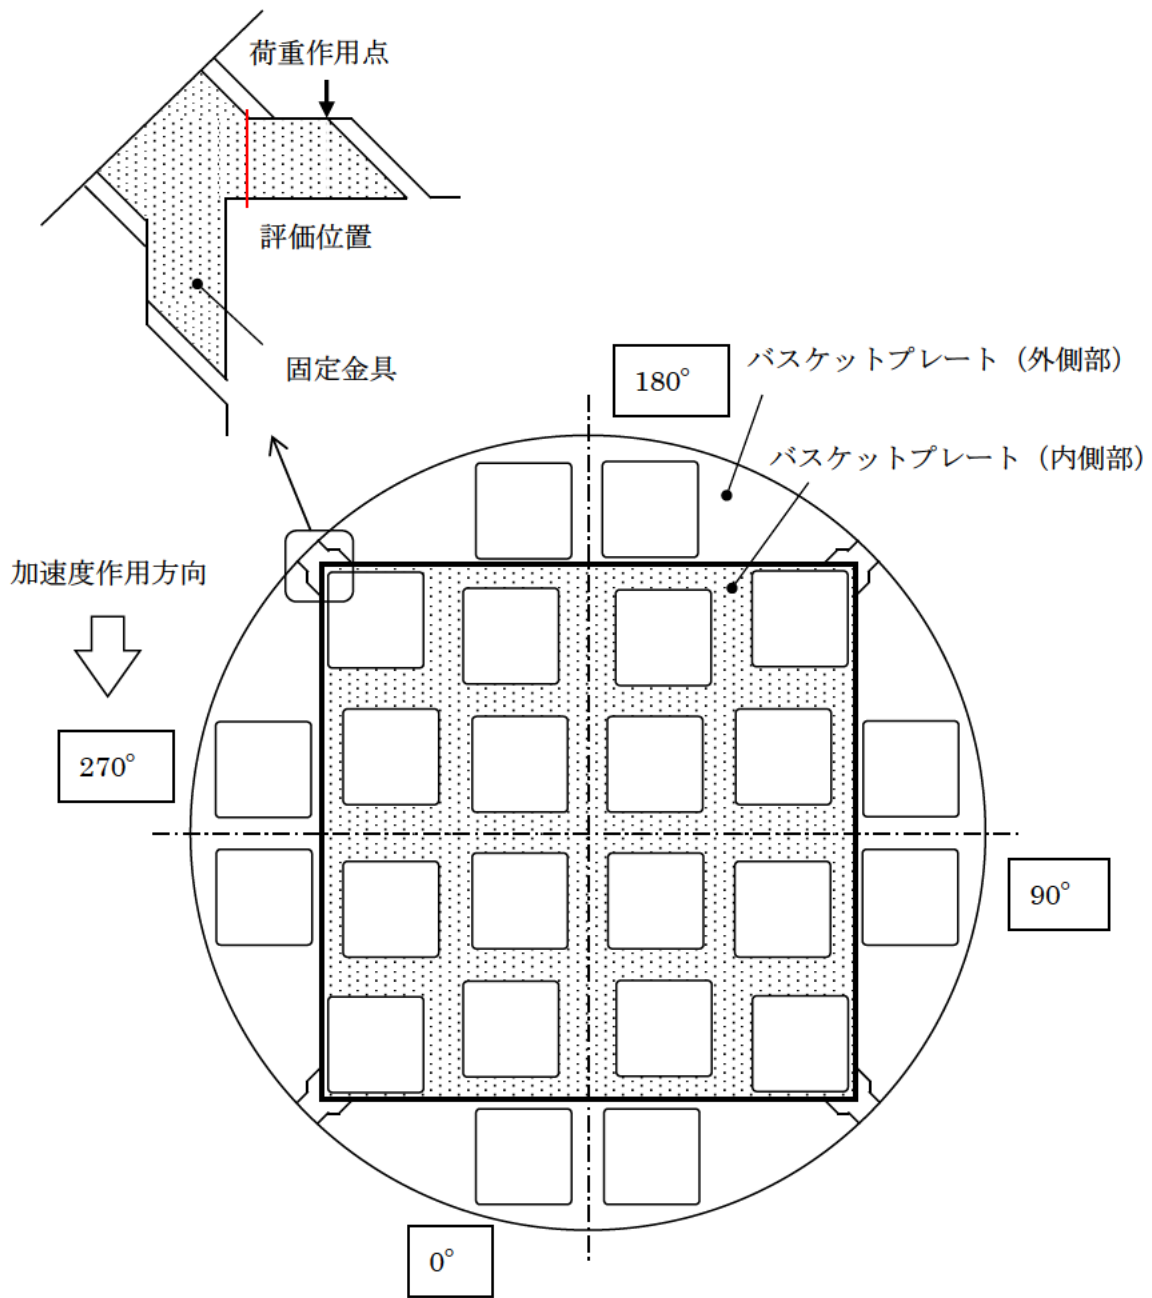 荷重作用点
評価位置
固定金具
180°
バスケットプレート（外側部）
バスケットプレート（内側部）
加速度作用方向
270°
90°
0°